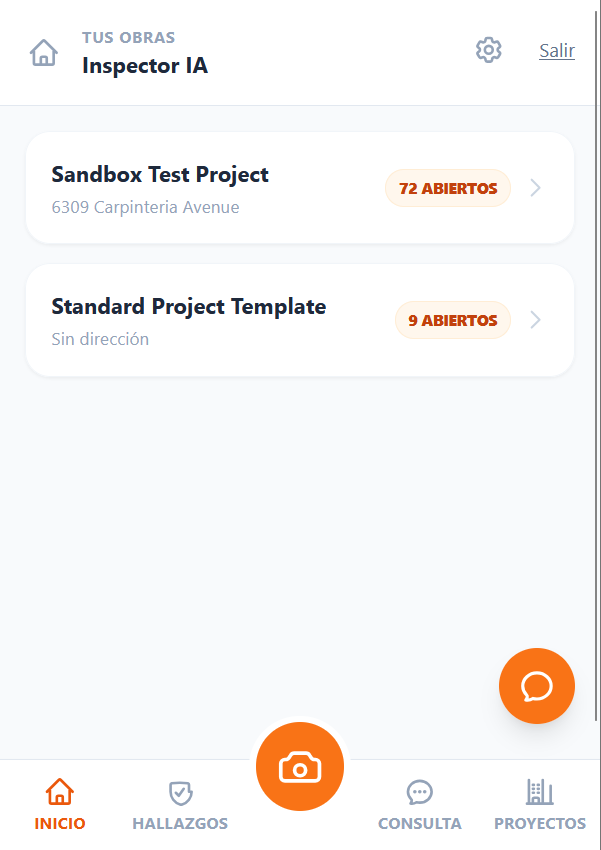 TUS OBRAS
Inspector IA
Salir
Sandbox Test Project
6309 Carpinteria Avenue
72 ABIERTOS
Standard Project Template
Sin dirección
9 ABIERTOS
INICIO
HALLAZGOS
CONSULTA
PROYECTOS